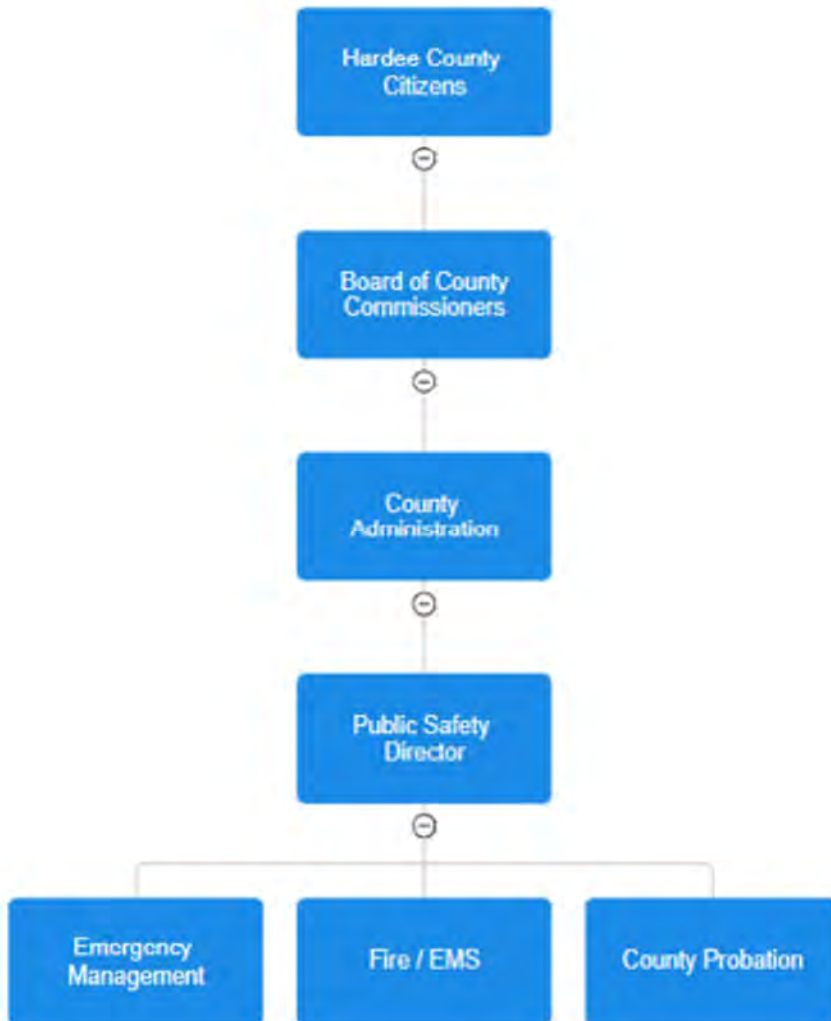 Hardee County
Citizens
Board of County
Commissioners
County
Administration
Public Safety
Director
Emergency
Management
Fire / EMS
County Probation